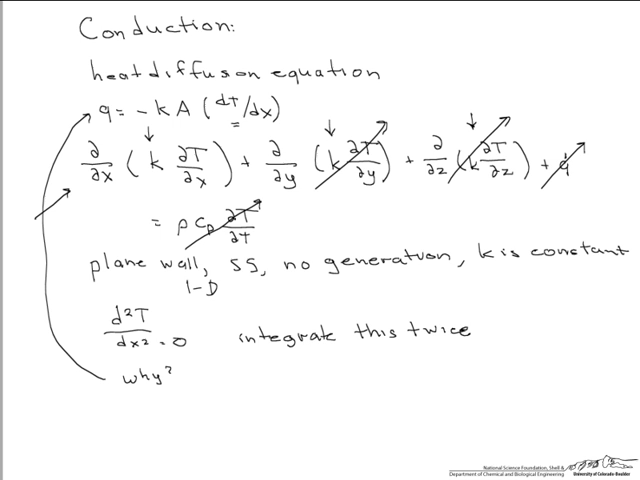 Conduction:
heat diffuson equation
q = -k A (dT/dx)
∂/∂x (k ∂T/∂x) + ∂/∂y (k ∂T/∂y) + ∂/∂z (k ∂T/∂z) + q̇
= ρ Cp ∂T/∂t
plane wall, SS, no generation, k is constant
1-D
d²T/dx² = 0 integrate this twice
why?
National Science Foundation, Shell &
Department of Chemical and Biological Engineering
University of Colorado Boulder